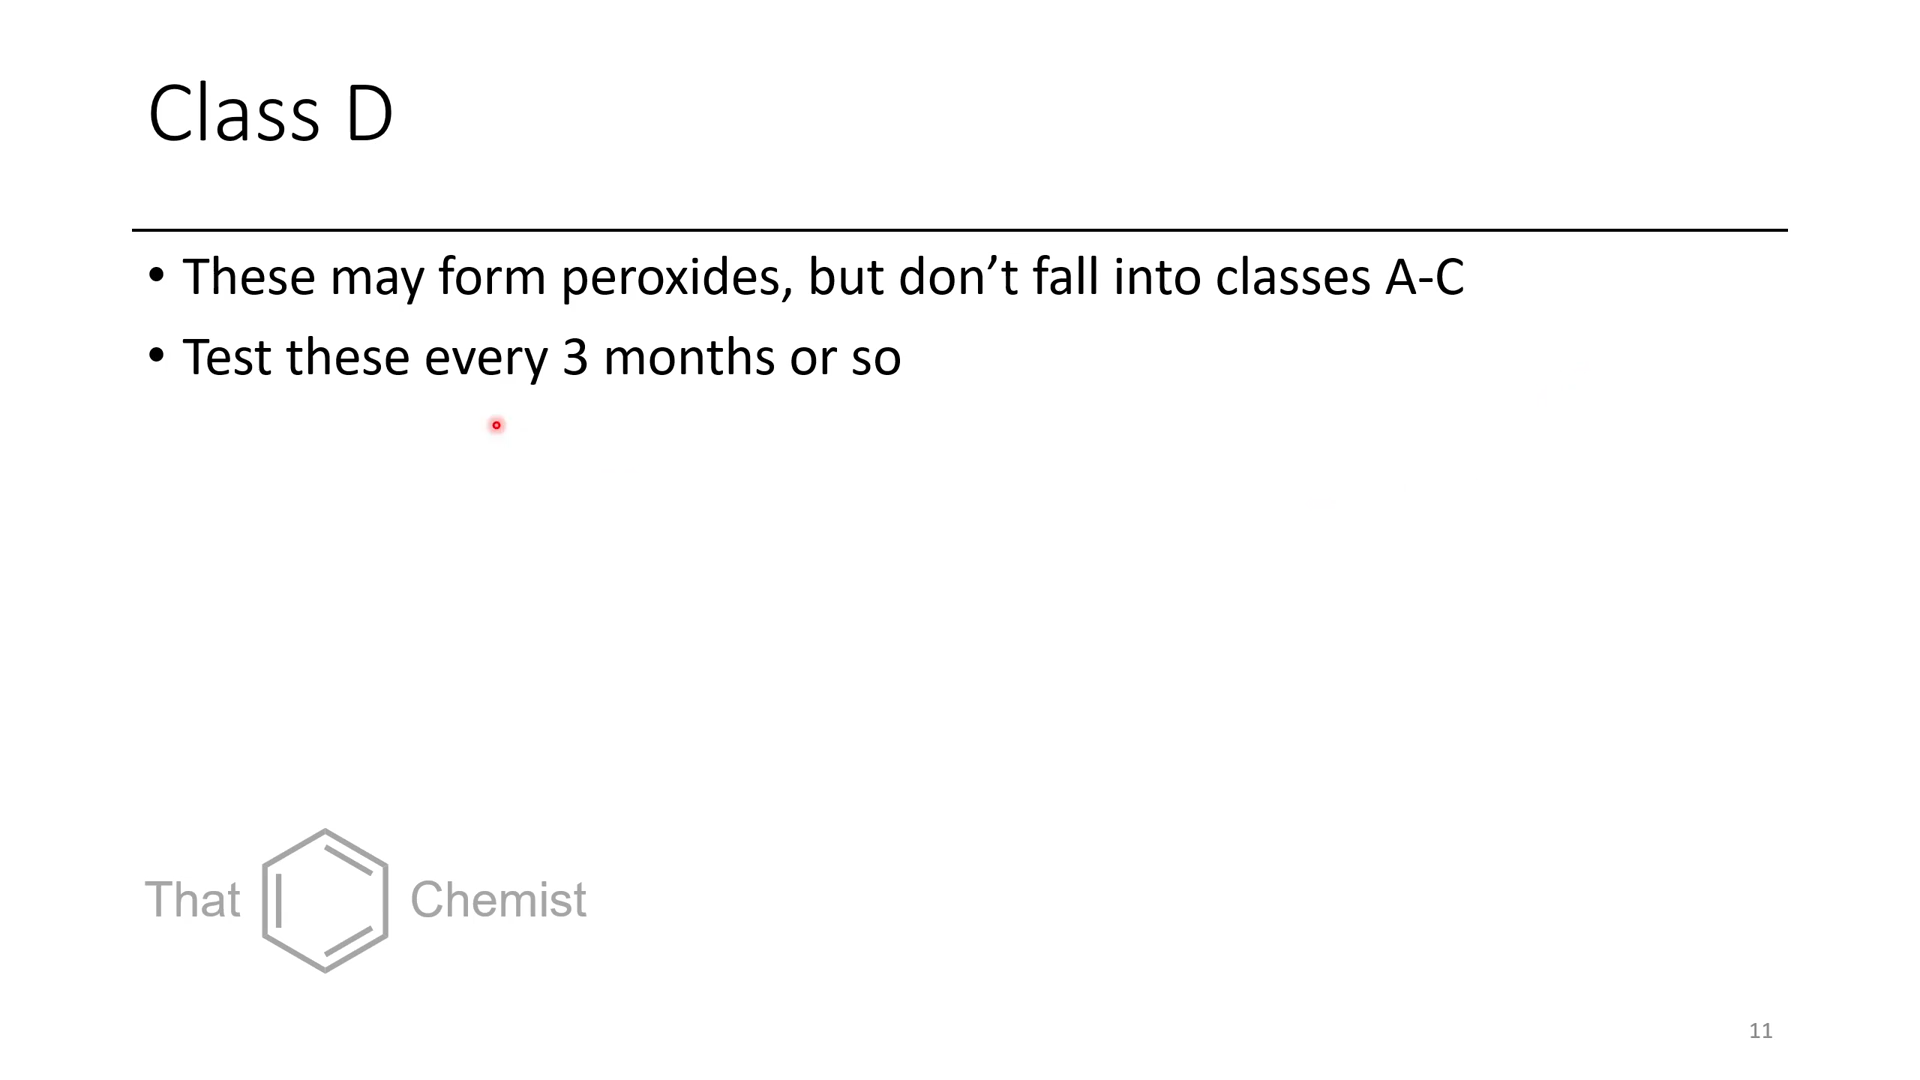 Class D
• These may form peroxides, but don’t fall into classes A-C
• Test these every 3 months or so
That Chemist
11